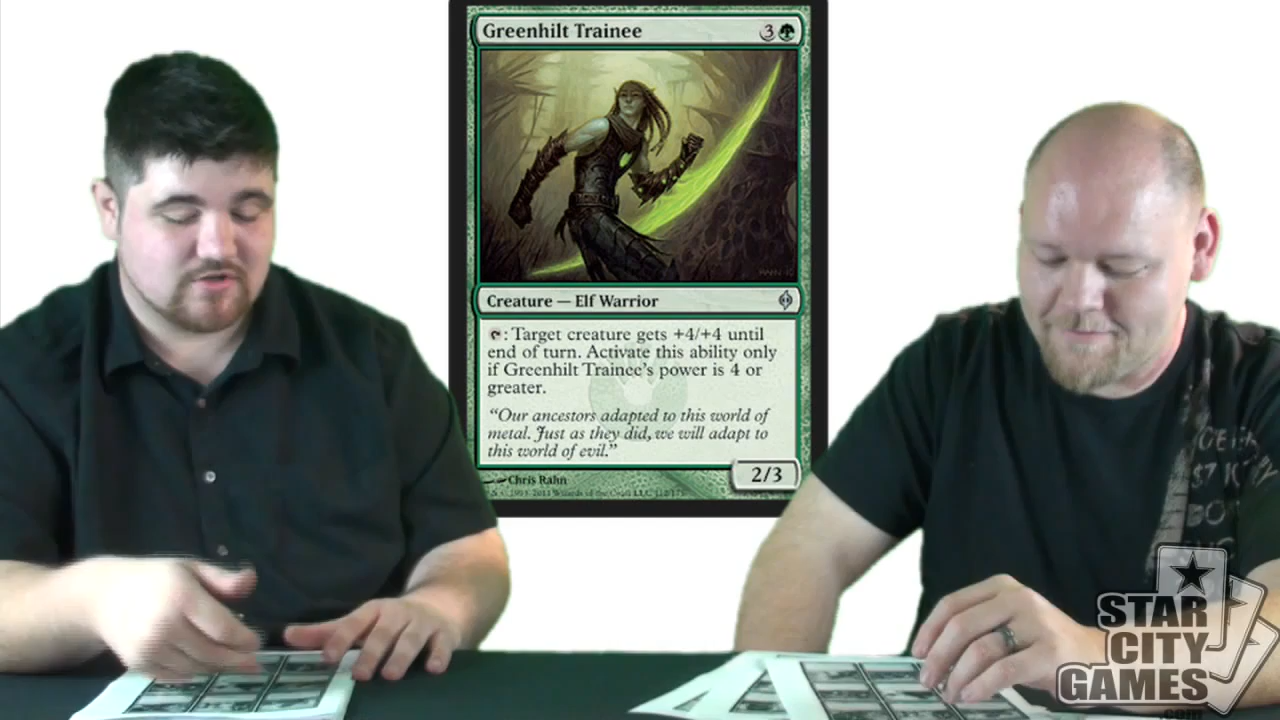 Greenhilt Trainee 3
Creature — Elf Warrior
: Target creature gets +4/+4 until
end of turn. Activate this ability only
if Greenhilt Trainee's power is 4 or
greater.
"Our ancestors adapted to this world of
metal. Just as they did, we will adapt to
this world of evil."
2/3
Chris Rahn
STAR
CITY
GAMES
.com